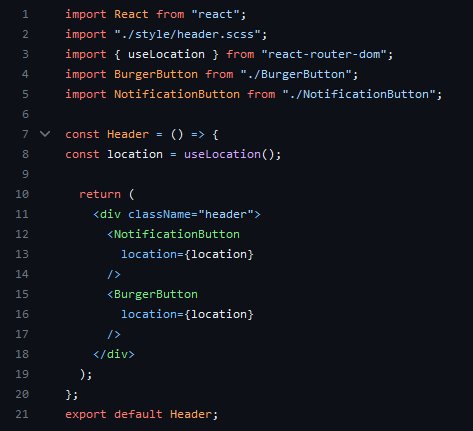 1 import React from "react";
2 import "./style/header.scss";
3 import { useLocation } from "react-router-dom";
4 import BurgerButton from "./BurgerButton";
5 import NotificationButton from "./NotificationButton";
6
7 const Header = () => {
8 const location = useLocation();
9
10   return (
11     <div className="header">
12       <NotificationButton
13         location={location}
14       />
15       <BurgerButton
16         location={location}
17       />
18     </div>
19   );
20 };
21 export default Header;